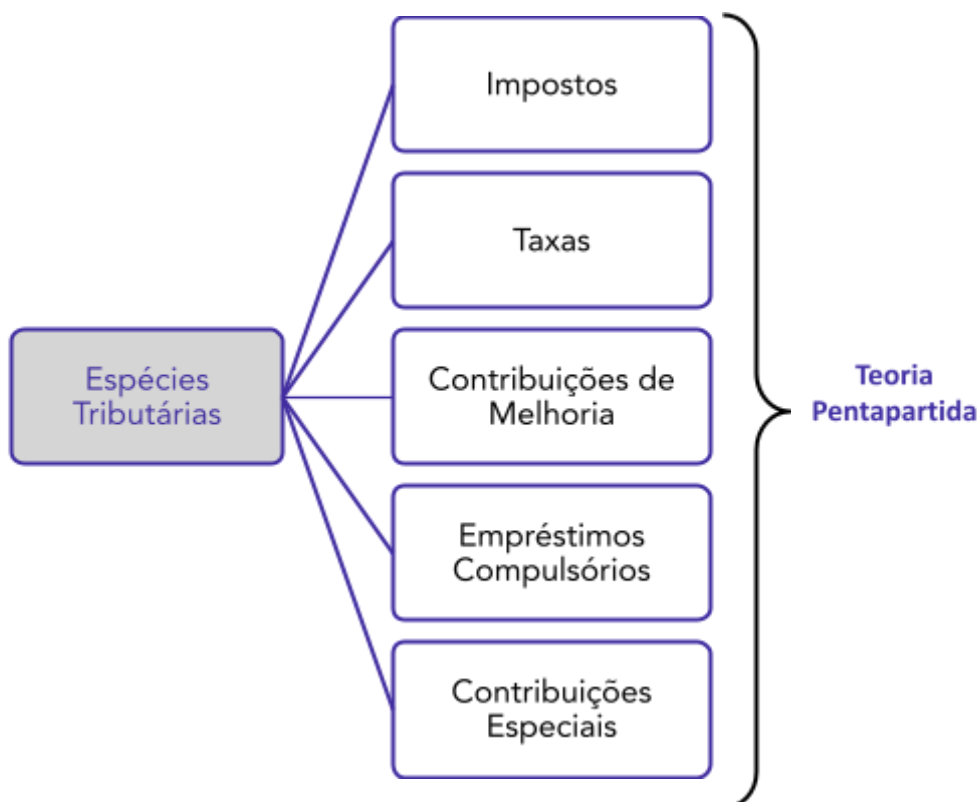 Espécies
Tributárias
Impostos
Taxas
Contribuições de
Melhoria
Empréstimos
Compulsórios
Contribuições
Especiais
Teoria
Pentapartida